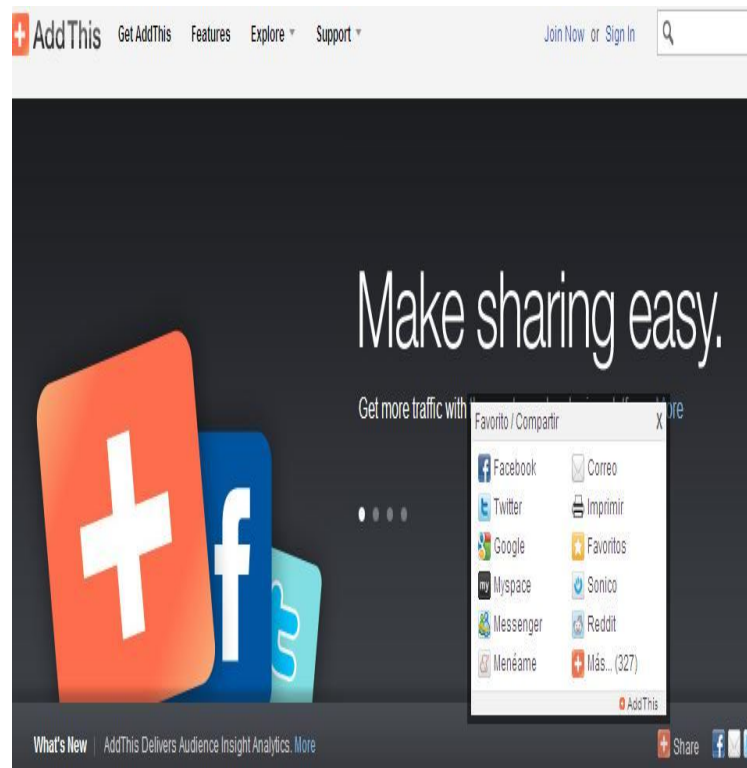 AddThis Get AddThis Features Explore Support Join Now or Sign In
Make sharing easy.
Get more traffic with More
Favorito / Compartir X
Facebook Correo
Twitter Imprimir
Google Favoritos
my Myspace Sonico
Messenger Reddit
Menéame Más... (327)
AddThis
What's New | AddThis Delivers Audience Insight Analytics. More Share